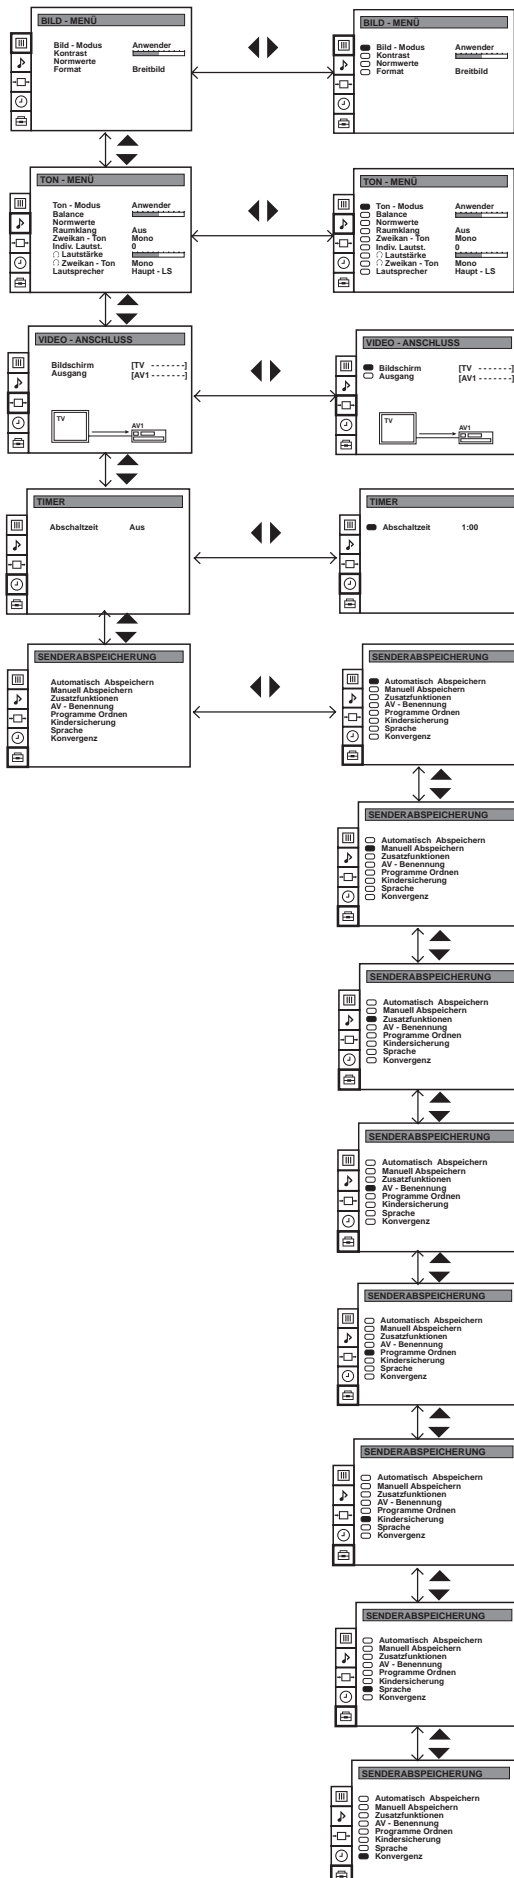 BILD - MENÜ
Bild - Modus Anwender
Kontrast
Normwerte
Format Breitbild
BILD - MENÜ
Bild - Modus Anwender
Kontrast
Normwerte
Format Breitbild
TON - MENÜ
Ton - Modus Anwender
Balance
Normwerte
Raumklang Aus
Zweikan - Ton Mono
Indiv. Lautst. 0
Lautstärke
Zweikan - Ton Mono
Lautsprecher Haupt - LS
TON - MENÜ
Ton - Modus Anwender
Balance
Normwerte
Raumklang Aus
Zweikan - Ton Mono
Indiv. Lautst. 0
Lautstärke
Zweikan - Ton Mono
Lautsprecher Haupt - LS
VIDEO - ANSCHLUSS
Bildschirm [TV - - - - - - -]
Ausgang [AV1 - - - - - -]
TV
AV1
VIDEO - ANSCHLUSS
Bildschirm [TV - - - - - -]
Ausgang [AV1 - - - - - -]
TV
AV1
TIMER
Abschaltzeit Aus
TIMER
Abschaltzeit 1:00
SENDERABSPEICHERUNG
Automatisch Abspeichern
Manuell Abspeichern
Zusatzfunktionen
AV - Benennung
Programme Ordnen
Kindersicherung
Sprache
Konvergenz
SENDERABSPEICHERUNG
Automatisch Abspeichern
Manuell Abspeichern
Zusatzfunktionen
AV - Benennung
Programme Ordnen
Kindersicherung
Sprache
Konvergenz
SENDERABSPEICHERUNG
Automatisch Abspeichern
Manuell Abspeichern
Zusatzfunktionen
AV - Benennung
Programme Ordnen
Kindersicherung
Sprache
Konvergenz
SENDERABSPEICHERUNG
Automatisch Abspeichern
Manuell Abspeichern
Zusatzfunktionen
AV - Benennung
Programme Ordnen
Kindersicherung
Sprache
Konvergenz
SENDERABSPEICHERUNG
Automatisch Abspeichern
Manuell Abspeichern
Zusatzfunktionen
AV - Benennung
Programme Ordnen
Kindersicherung
Sprache
Konvergenz
SENDERABSPEICHERUNG
Automatisch Abspeichern
Manuell Abspeichern
Zusatzfunktionen
AV - Benennung
Programme Ordnen
Kindersicherung
Sprache
Konvergenz
SENDERABSPEICHERUNG
Automatisch Abspeichern
Manuell Abspeichern
Zusatzfunktionen
AV - Benennung
Programme Ordnen
Kindersicherung
Sprache
Konvergenz
SENDERABSPEICHERUNG
Automatisch Abspeichern
Manuell Abspeichern
Zusatzfunktionen
AV - Benennung
Programme Ordnen
Kindersicherung
Sprache
Konvergenz
SENDERABSPEICHERUNG
Automatisch Abspeichern
Manuell Abspeichern
Zusatzfunktionen
AV - Benennung
Programme Ordnen
Kindersicherung
Sprache
Konvergenz